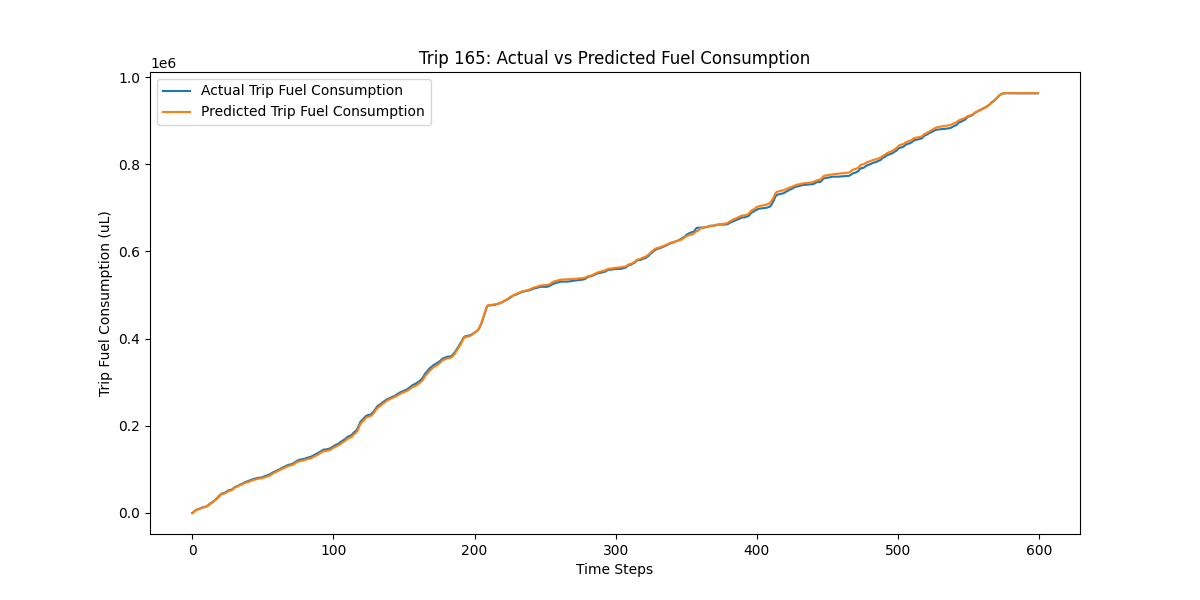 Trip 165: Actual vs Predicted Fuel Consumption
1e6
Actual Trip Fuel Consumption
Predicted Trip Fuel Consumption
1.0
0.8
0.6
0.4
0.2
0.0
Trip Fuel Consumption (uL)
0 100 200 300 400 500 600
Time Steps